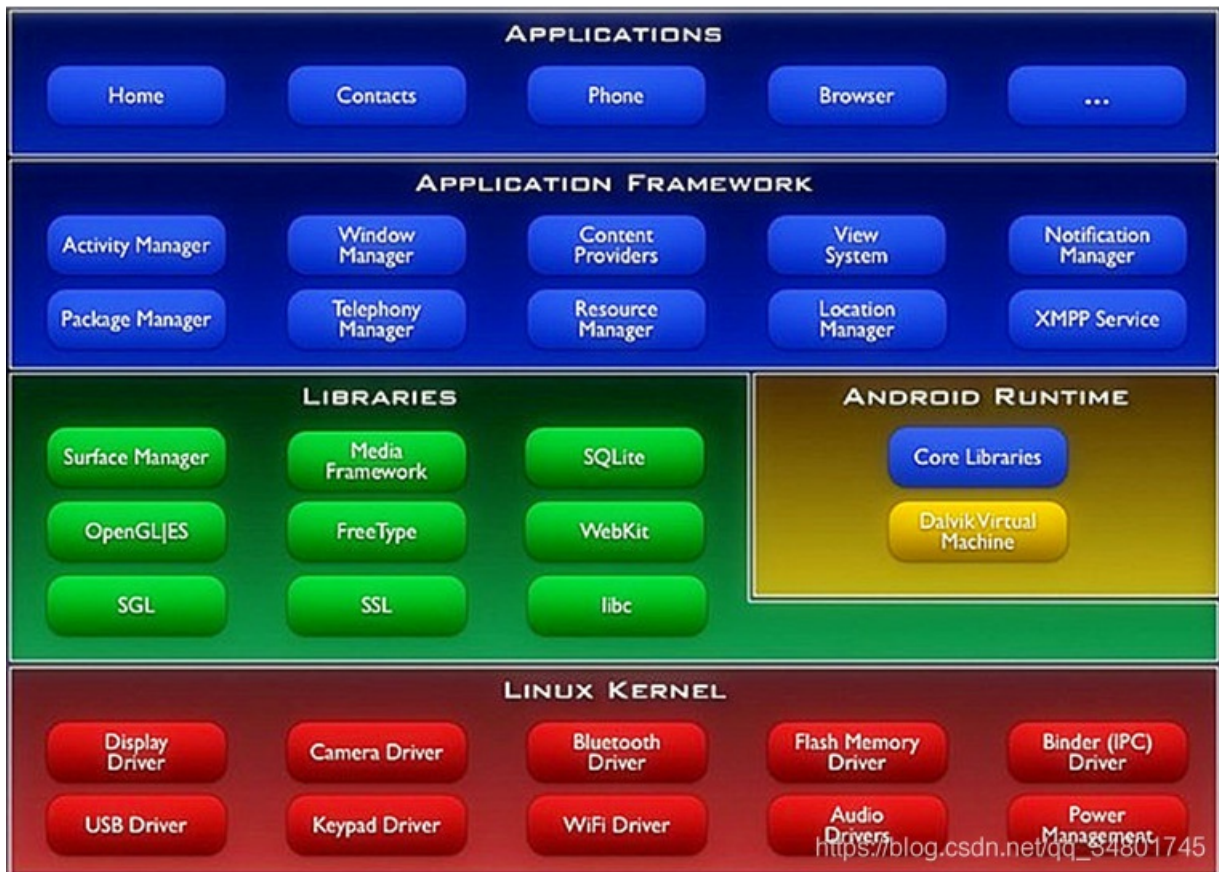 APPLICATIONS
Home
Contacts
Phone
Browser
...
APPLICATION FRAMEWORK
Activity Manager
Window
Manager
Content
Providers
View
System
Notification
Manager
Package Manager
Telephony
Manager
Resource
Manager
Location
Manager
XMPP Service
LIBRARIES
Surface Manager
Media
Framework
SQLite
OpenGL|ES
FreeType
WebKit
SGL
SSL
libc
ANDROID RUNTIME
Core Libraries
Dalvik Virtual
Machine
LINUX KERNEL
Display
Driver
Camera Driver
Bluetooth
Driver
Flash Memory
Driver
Binder (IPC)
Driver
USB Driver
Keypad Driver
WiFi Driver
Audio
Drivers
Power
Management
https://blog.csdn.net/qq_34801745